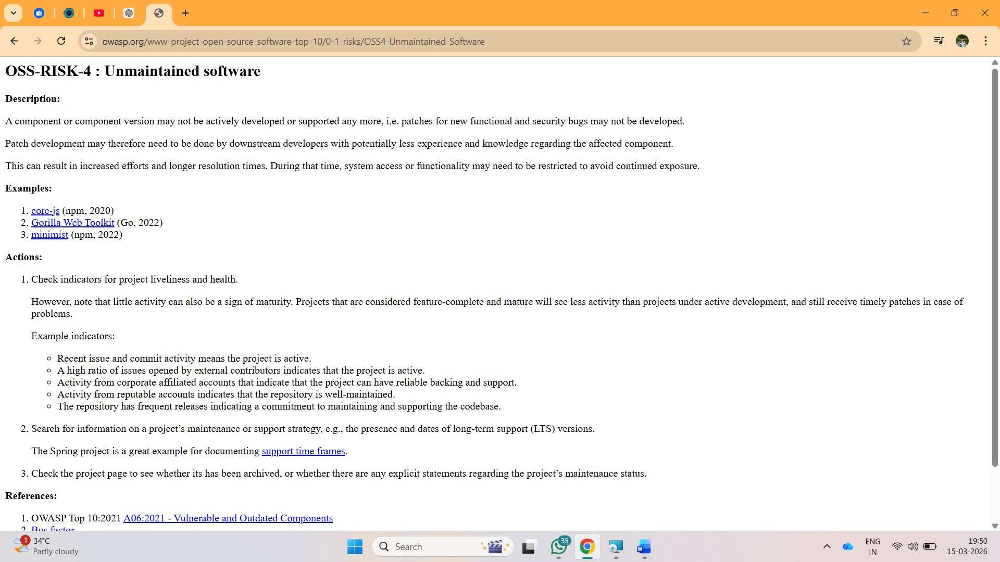 owasp.org/www-project-open-source-software-top-10/0-1-risks/OSS4-Unmaintained-Software
OSS-RISK-4 : Unmaintained software
Description:
A component or component version may not be actively developed or supported any more, i.e. patches for new functional and security bugs may not be developed.
Patch development may therefore need to be done by downstream developers with potentially less experience and knowledge regarding the affected component.
This can result in increased efforts and longer resolution times. During that time, system access or functionality may need to be restricted to avoid continued exposure.
Examples:
1. core-js (npm, 2020)
2. Gorilla Web Toolkit (Go, 2022)
3. minimist (npm, 2022)
Actions:
1. Check indicators for project liveliness and health.
However, note that little activity can also be a sign of maturity. Projects that are considered feature-complete and mature will see less activity than projects under active development, and still receive timely patches in case of
problems.
Example indicators:
Recent issue and commit activity means the project is active.
A high ratio of issues opened by external contributors indicates that the project is active.
Activity from corporate affiliated accounts that indicate that the project can have reliable backing and support.
Activity from reputable accounts indicates that the repository is well-maintained.
The repository has frequent releases indicating a commitment to maintaining and supporting the codebase.
2. Search for information on a project’s maintenance or support strategy, e.g., the presence and dates of long-term support (LTS) versions.
The Spring project is a great example for documenting support time frames.
3. Check the project page to see whether its has been archived, or whether there are any explicit statements regarding the project’s maintenance status.
References:
1. OWASP Top 10:2021 A06:2021 - Vulnerable and Outdated Components
2. Bus factor
1
34°C
Partly cloudy
Search
35
W
ENG
IN
19:50
15-03-2026